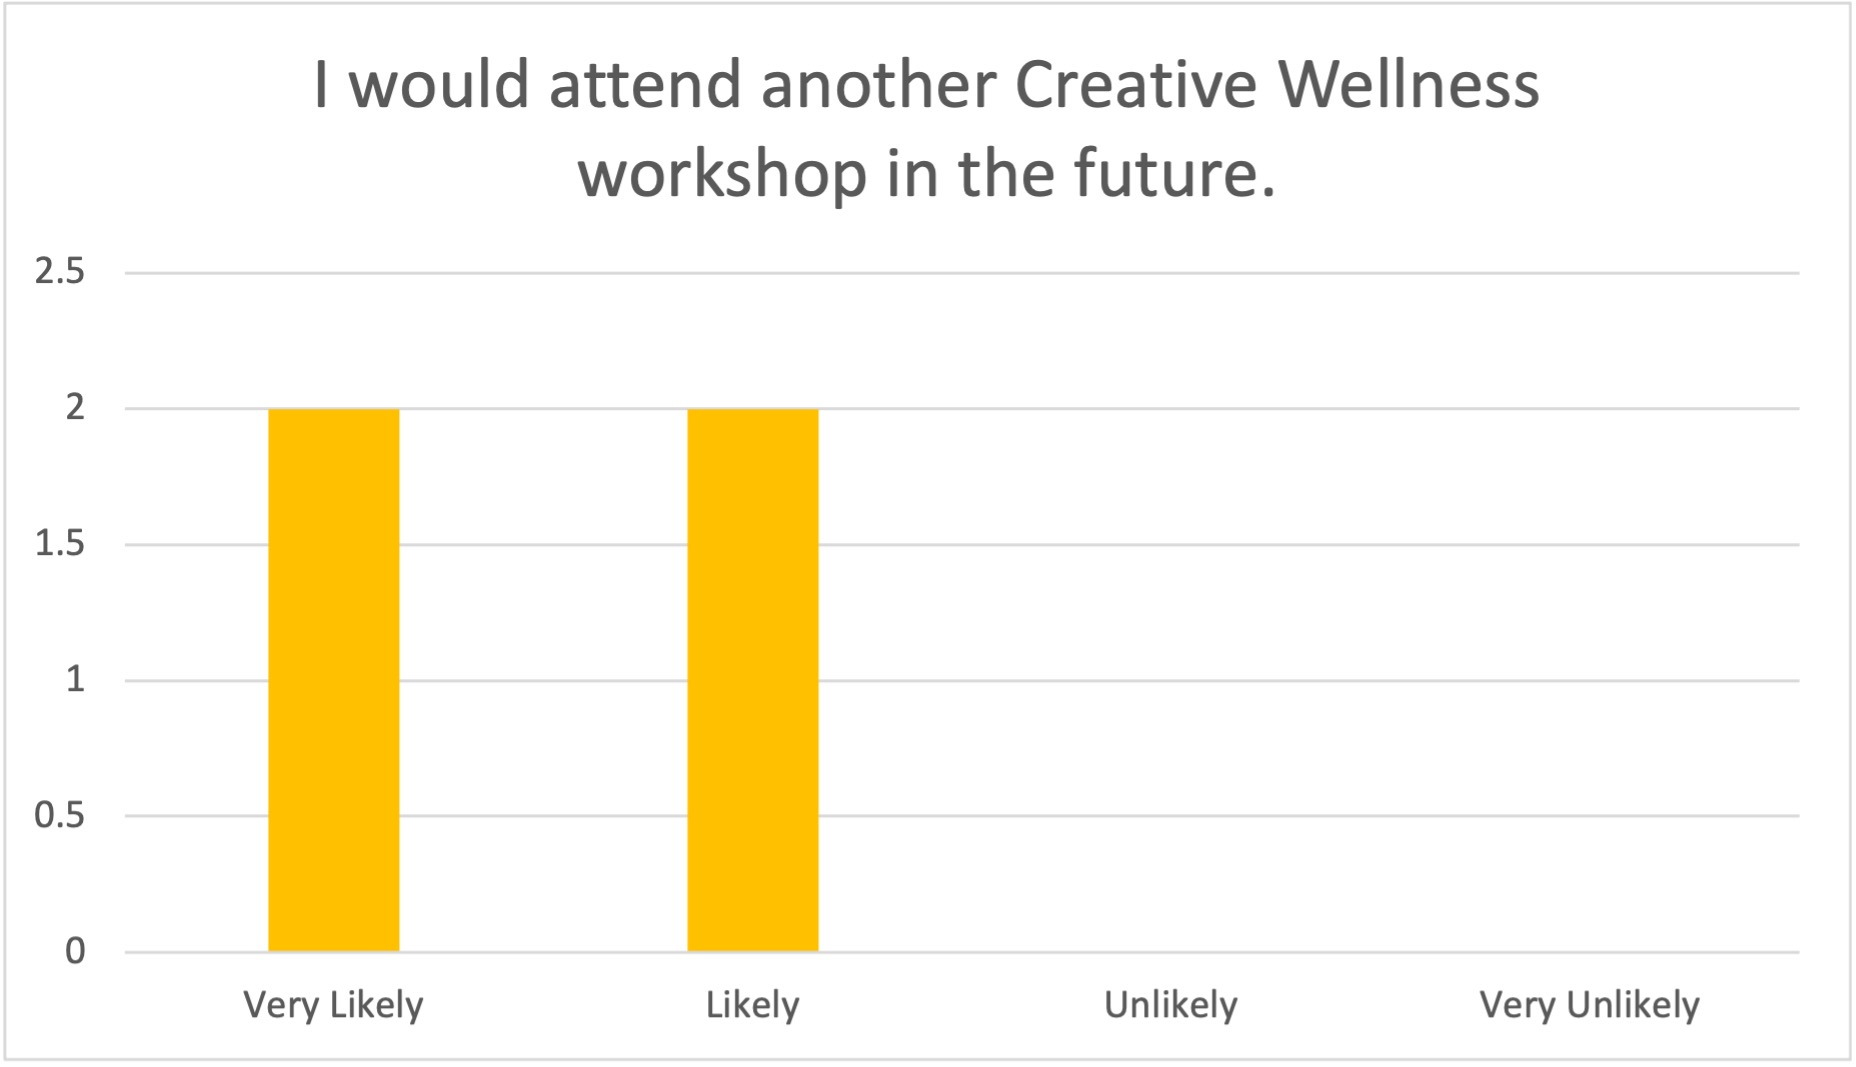 I would attend another Creative Wellness
workshop in the future.
2.5
2
1.5
1
0.5
0
Very Likely
Likely
Unlikely
Very Unlikely